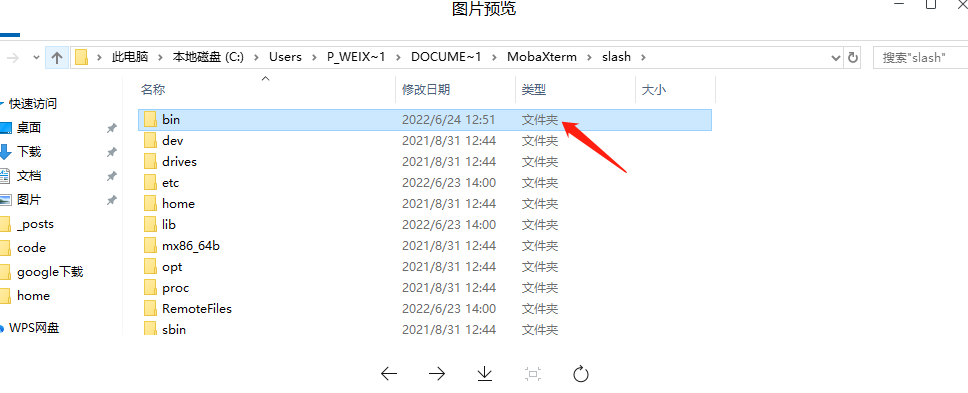 图片预览
此电脑 本地磁盘 (C:) Users P_WEIX~1 DOCUME~1 MobaXterm slash 搜索"slash"
名称 修改日期 类型 大小
快速访问
桌面
下载
文档
图片
_posts
code
google下载
home
WPS网盘
bin 2022/6/24 12:51 文件夹
dev 2021/8/31 12:44 文件夹
drives 2021/8/31 12:44 文件夹
etc 2022/6/23 14:00 文件夹
home 2021/8/31 12:44 文件夹
lib 2022/6/23 14:00 文件夹
mx86_64b 2021/8/31 12:44 文件夹
opt 2021/8/31 12:44 文件夹
proc 2021/8/31 12:44 文件夹
RemoteFiles 2022/6/23 14:00 文件夹
sbin 2021/8/31 12:44 文件夹